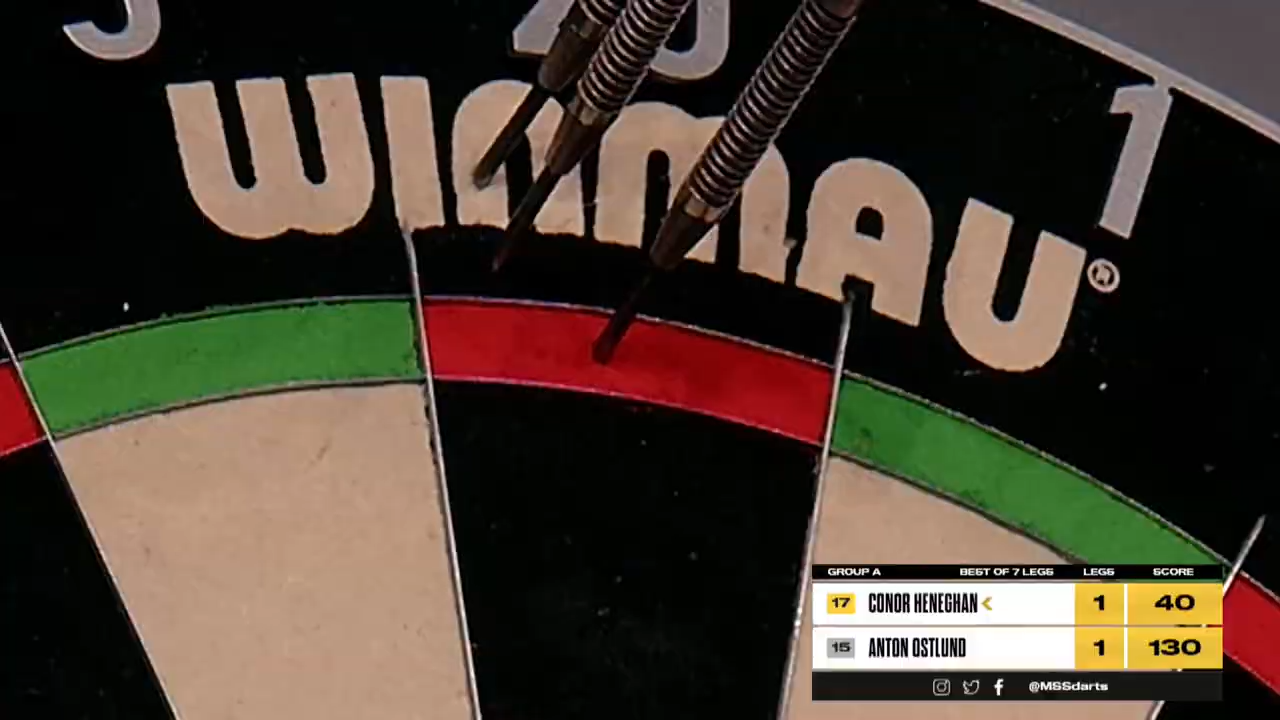 20
1
WINMAU®
GROUP A BEST OF 7 LEGS LEGS SCORE
17 CONOR HENEGHAN < 1 40
15 ANTON OSTLUND 1 130
@MSSdarts